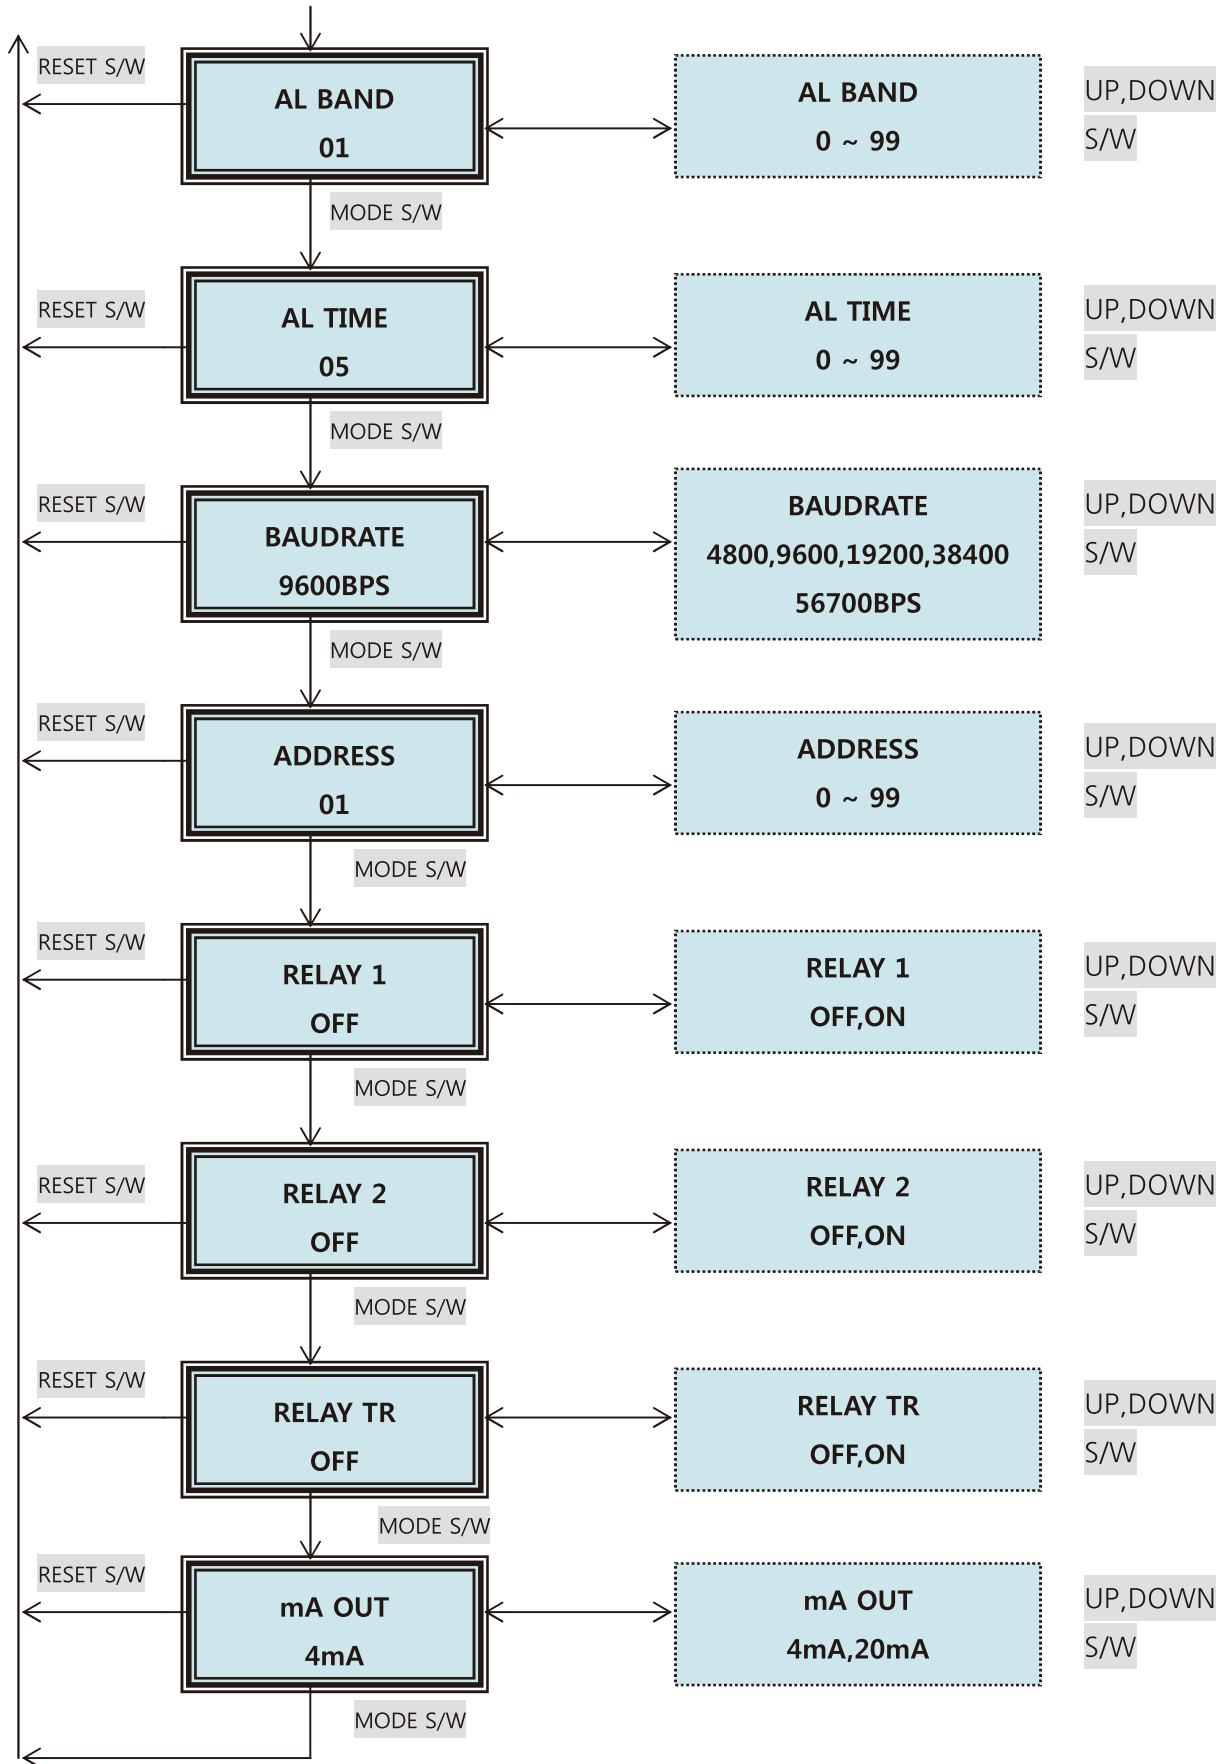 RESET S/W
AL BAND
01
AL BAND
0 ~ 99
UP,DOWN
S/W
MODE S/W
RESET S/W
AL TIME
05
AL TIME
0 ~ 99
UP,DOWN
S/W
MODE S/W
RESET S/W
BAUDRATE
9600BPS
BAUDRATE
4800,9600,19200,38400
56700BPS
UP,DOWN
S/W
MODE S/W
RESET S/W
ADDRESS
01
ADDRESS
0 ~ 99
UP,DOWN
S/W
MODE S/W
RESET S/W
RELAY 1
OFF
RELAY 1
OFF,ON
UP,DOWN
S/W
MODE S/W
RESET S/W
RELAY 2
OFF
RELAY 2
OFF,ON
UP,DOWN
S/W
MODE S/W
RESET S/W
RELAY TR
OFF
RELAY TR
OFF,ON
UP,DOWN
S/W
MODE S/W
RESET S/W
mA OUT
4mA
mA OUT
4mA,20mA
UP,DOWN
S/W
MODE S/W